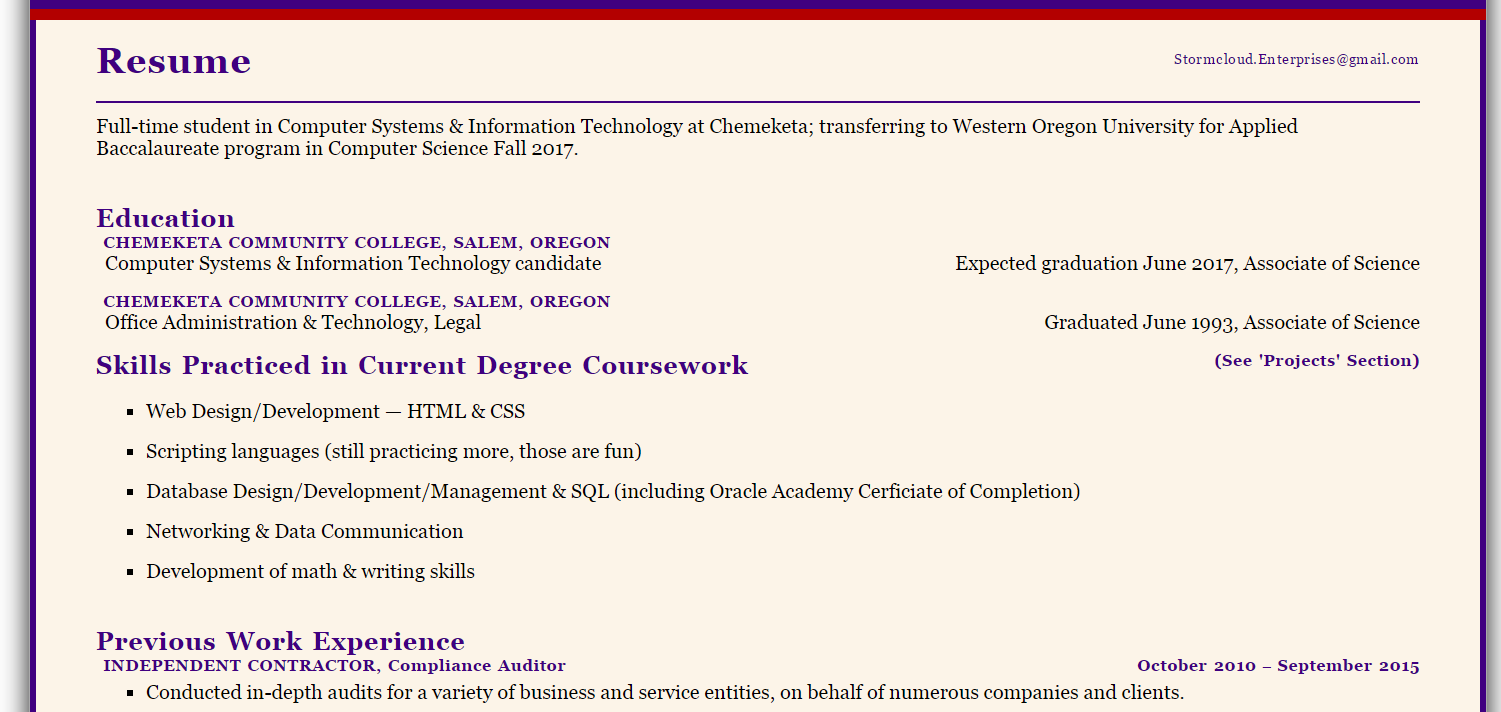 Resume
Stormcloud.Enterprises@gmail.com
Full-time student in Computer Systems & Information Technology at Chemeketa; transferring to Western Oregon University for Applied
Baccalaureate program in Computer Science Fall 2017.
Education
CHEMEKETA COMMUNITY COLLEGE, SALEM, OREGON
Computer Systems & Information Technology candidate Expected graduation June 2017, Associate of Science
CHEMEKETA COMMUNITY COLLEGE, SALEM, OREGON
Office Administration & Technology, Legal Graduated June 1993, Associate of Science
Skills Practiced in Current Degree Coursework (See 'Projects' Section)
Web Design/Development — HTML & CSS
Scripting languages (still practicing more, those are fun)
Database Design/Development/Management & SQL (including Oracle Academy Cerficiate of Completion)
Networking & Data Communication
Development of math & writing skills
Previous Work Experience
INDEPENDENT CONTRACTOR, Compliance Auditor October 2010 – September 2015
Conducted in-depth audits for a variety of business and service entities, on behalf of numerous companies and clients.